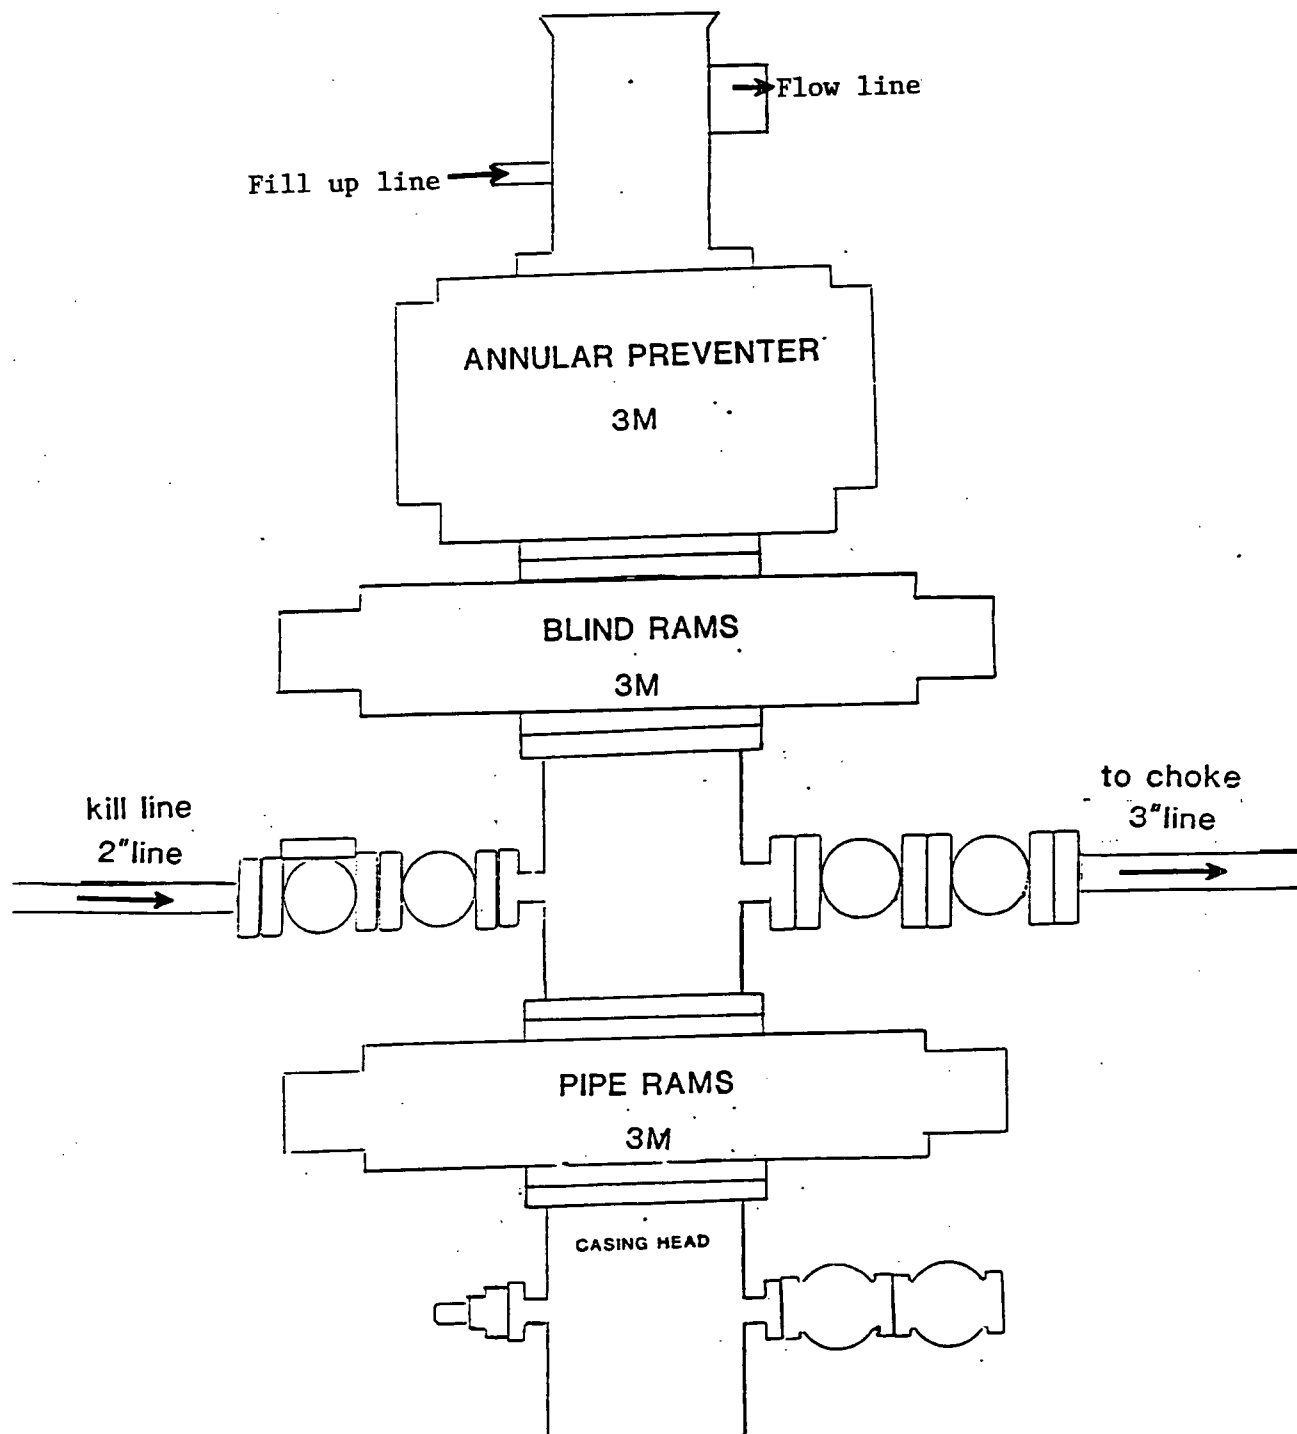 Flow line
Fill up line
ANNULAR PREVENTER
3M
BLIND RAMS
3M
kill line
2"line
to choke
3"line
PIPE RAMS
3M
CASING HEAD